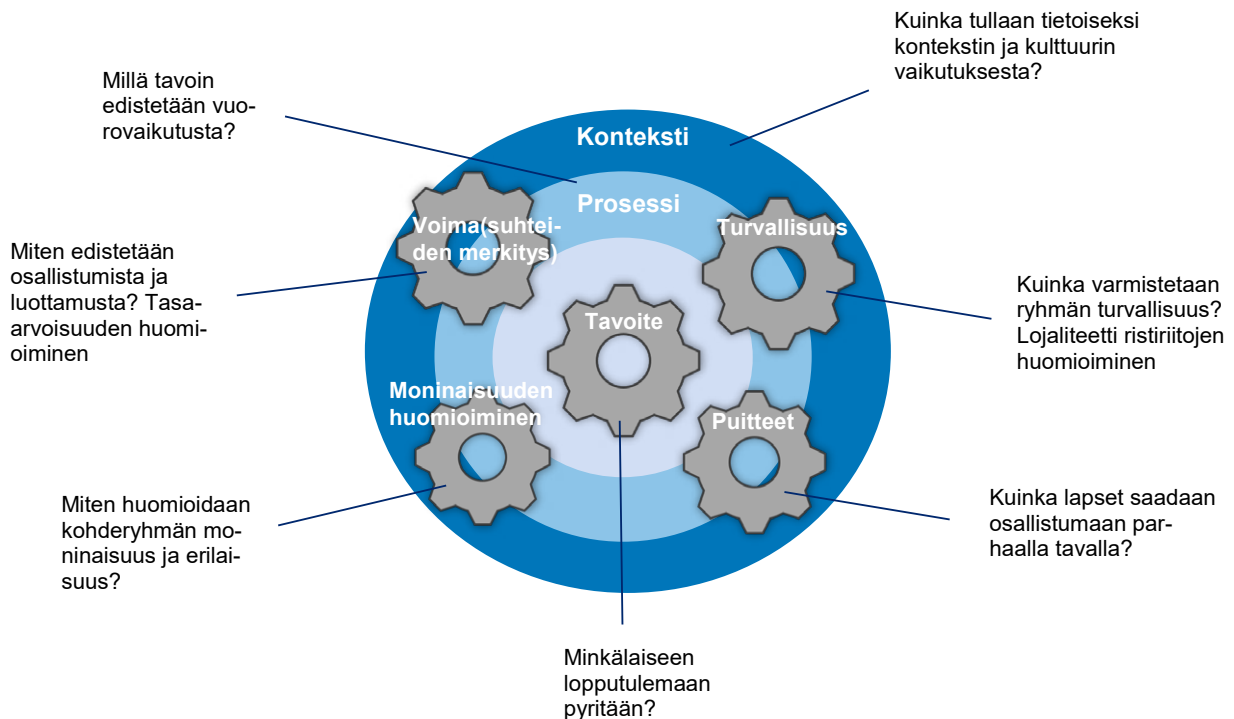 Kuinka tullaan tietoiseksi
kontekstin ja kulttuurin
vaikutuksesta?
Millä tavoin
edistetään vuo-
rovaikutusta?
Konteksti
Prosessi
Voima(suhtei-
den merkitys)
Turvallisuus
Miten edistetään
osallistumista ja
luottamusta? Tasa-
arvoisuuden huomi-
oiminen
Kuinka varmistetaan
ryhmän turvallisuus?
Lojaliteetti ristiriitojen
huomioiminen
Tavoite
Moninaisuuden
huomioiminen
Puitteet
Miten huomioidaan
kohderyhmän mo-
ninaisuus ja erilai-
suus?
Kuinka lapset saadaan
osallistumaan par-
haalla tavalla?
Minkälaiseen
lopputulemaan
pyritään?